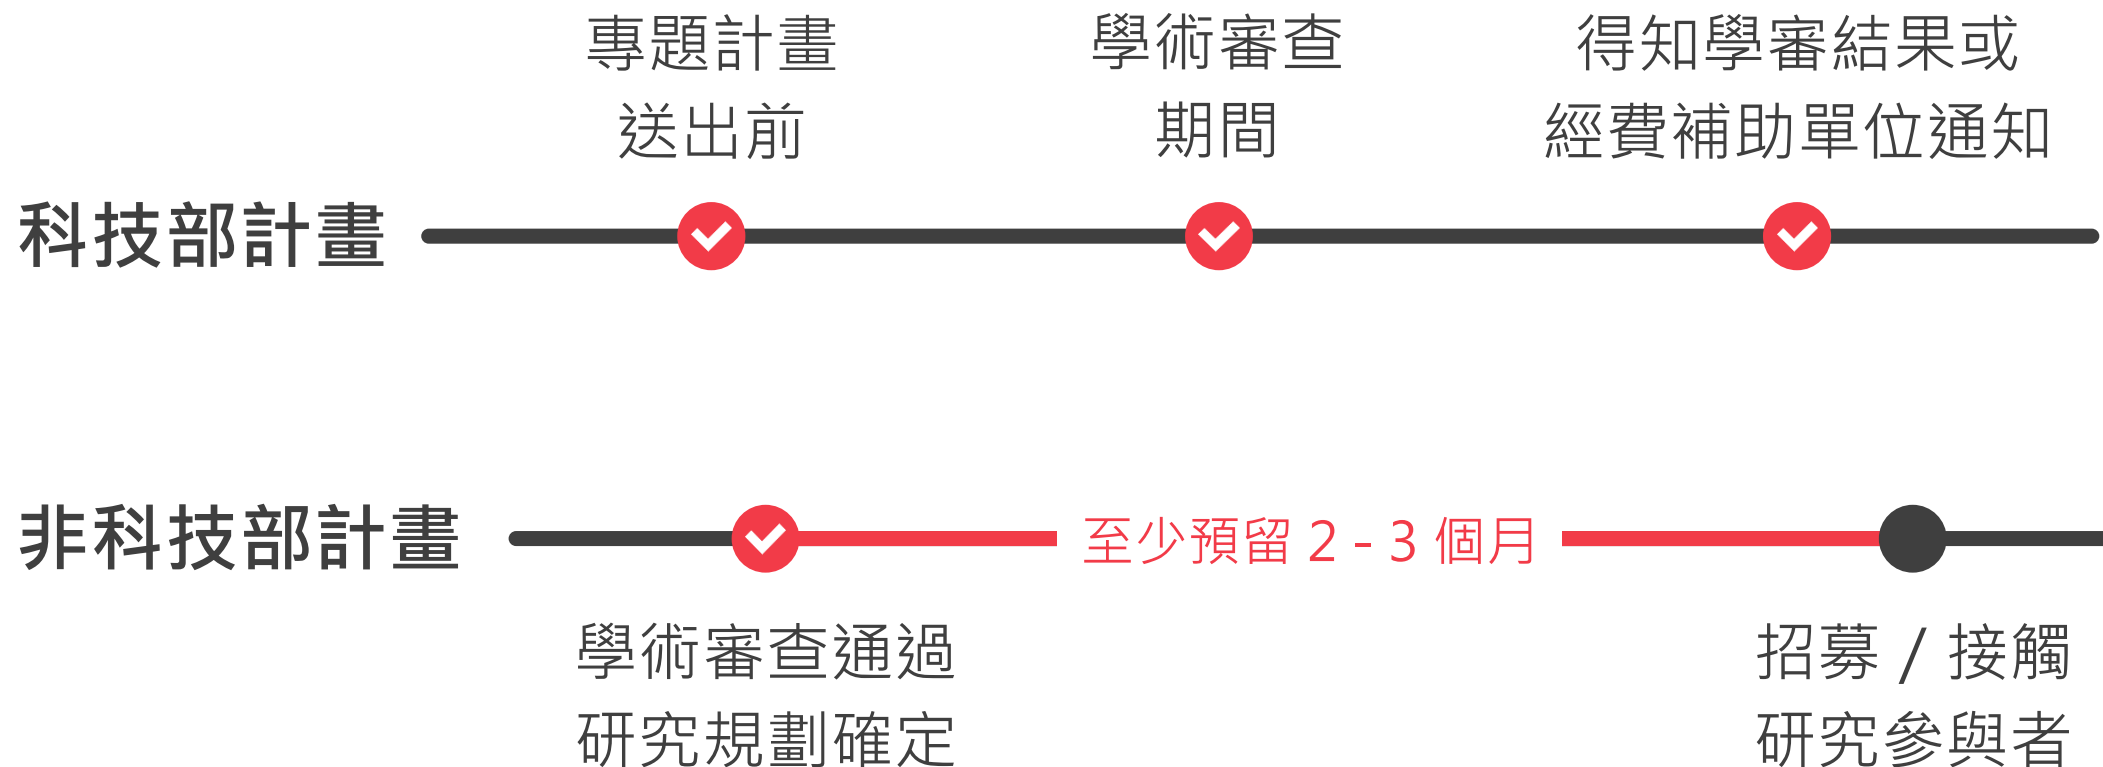 專題計畫
送出前
學術審查
期間
得知學審結果或
經費補助單位通知
科技部計畫
非科技部計畫
至少預留 2 - 3 個月
學術審查通過
研究規劃確定
招募 / 接觸
研究參與者